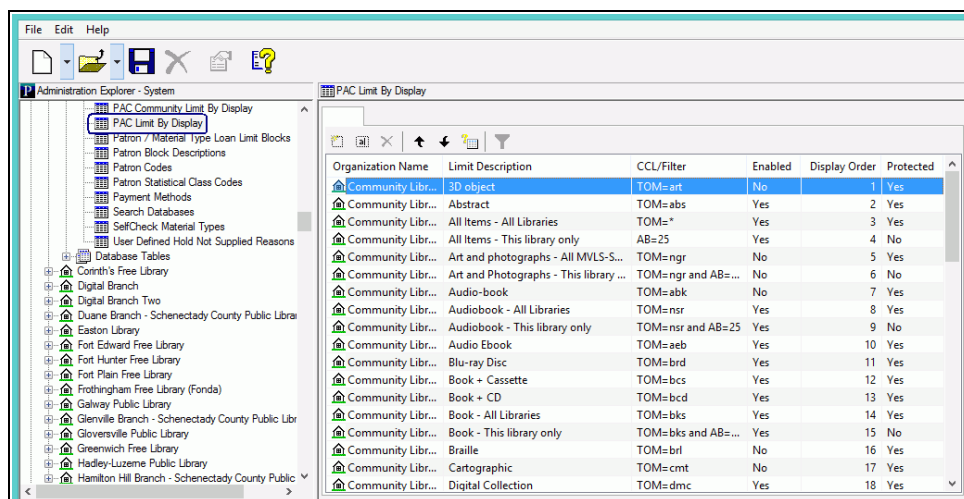 File Edit Help
Administration Explorer - System
PAC Community Limit By Display
PAC Limit By Display
Patron / Material Type Loan Limit Blocks
Patron Block Descriptions
Patron Codes
Patron Statistical Class Codes
Payment Methods
Search Databases
SelfCheck Material Types
User Defined Hold Not Supplied Reasons
Database Tables
Corinth's Free Library
Digital Branch
Digital Branch Two
Duane Branch - Schenectady County Public Librar
Easton Library
Fort Edward Free Library
Fort Hunter Free Library
Fort Plain Free Library
Frothingham Free Library (Fonda)
Galway Public Library
Glenville Branch - Schenectady County Public Libr
Gloversville Public Library
Greenwich Free Library
Hadley-Luzerne Public Library
Hamilton Hill Branch - Schenectady County Public
PAC Limit By Display
Organization Name Limit Description CCL/Filter Enabled Display Order Protected
Community Libr... 3D object TOM=art No 1 Yes
Community Libr... Abstract TOM=abs Yes 2 Yes
Community Libr... All Items - All Libraries TOM=* Yes 3 Yes
Community Libr... All Items - This library only AB=25 Yes 4 No
Community Libr... Art and photographs - All MVLS-S... TOM=ngr No 5 Yes
Community Libr... Art and Photographs - This library ... TOM=ngr and AB=... No 6 No
Community Libr... Audio-book TOM=abk No 7 Yes
Community Libr... Audiobook - All Libraries TOM=nsr Yes 8 Yes
Community Libr... Audiobook - This library only TOM=nsr and AB=25 Yes 9 No
Community Libr... Audio Ebook TOM=aeb Yes 10 Yes
Community Libr... Blu-ray Disc TOM=brd Yes 11 Yes
Community Libr... Book + Cassette TOM=bcs Yes 12 Yes
Community Libr... Book + CD TOM=bcd Yes 13 Yes
Community Libr... Book - All Libraries TOM=bks Yes 14 Yes
Community Libr... Book - This library only TOM=bks and AB=... Yes 15 No
Community Libr... Braille TOM=brl No 16 Yes
Community Libr... Cartographic TOM=cmt No 17 Yes
Community Libr... Digital Collection TOM=dmc Yes 18 Yes